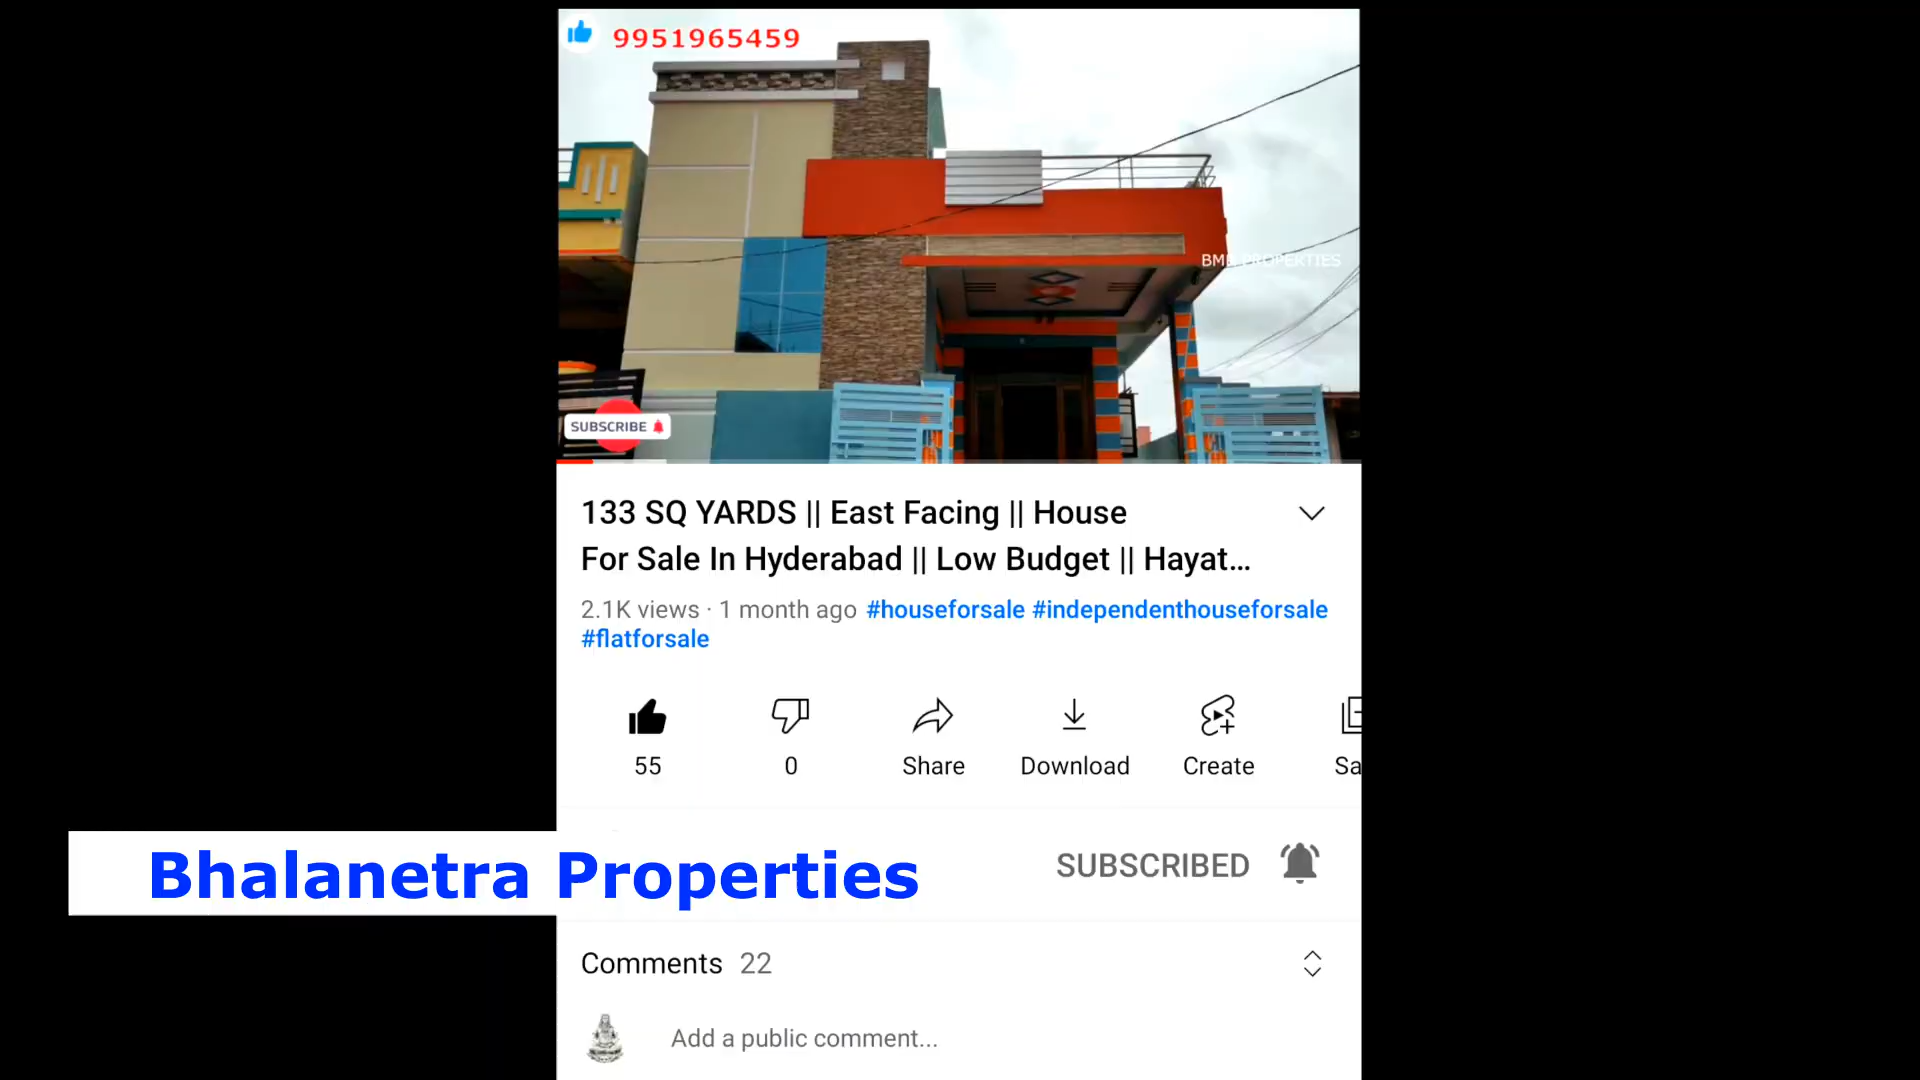 9951965459
PROPERTIES
SUBSCRIBE
133 SQ YARDS || East Facing || House
For Sale In Hyderabad || Low Budget || Hayat...
2.1K views · 1 month ago #houseforsale #independenthouseforsale
#flatforsale
55
0
Share
Download
Create
Sa
Bhalanetra Properties
SUBSCRIBED
Comments 22
Add a public comment...